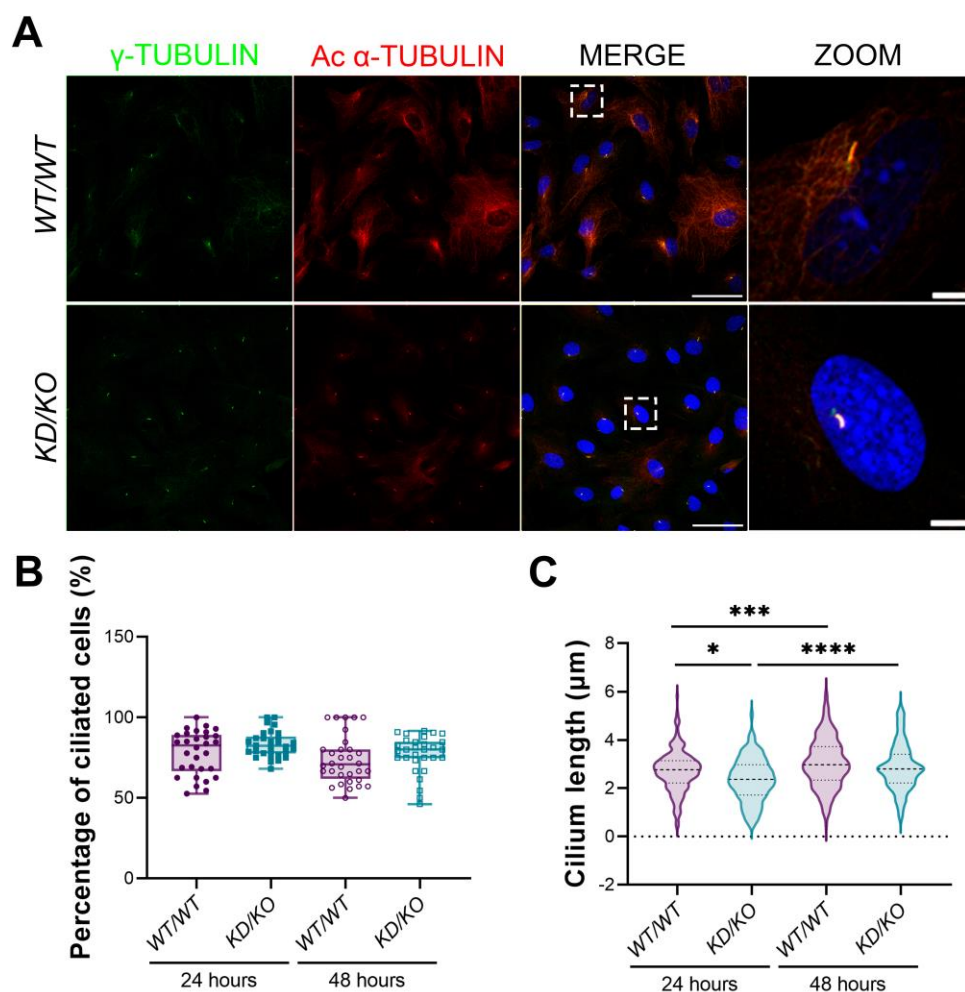 A
γ-TUBULIN Ac α-TUBULIN MERGE ZOOM
WT/WT
KD/KO
B
Percentage of ciliated cells (%)
150
100
50
0
WT/WT KD/KO WT/WT KD/KO
24 hours 48 hours
C
Cilium length (μm)
***
* ****
8
6
4
2
0
-2
WT/WT KD/KO WT/WT KD/KO
24 hours 48 hours